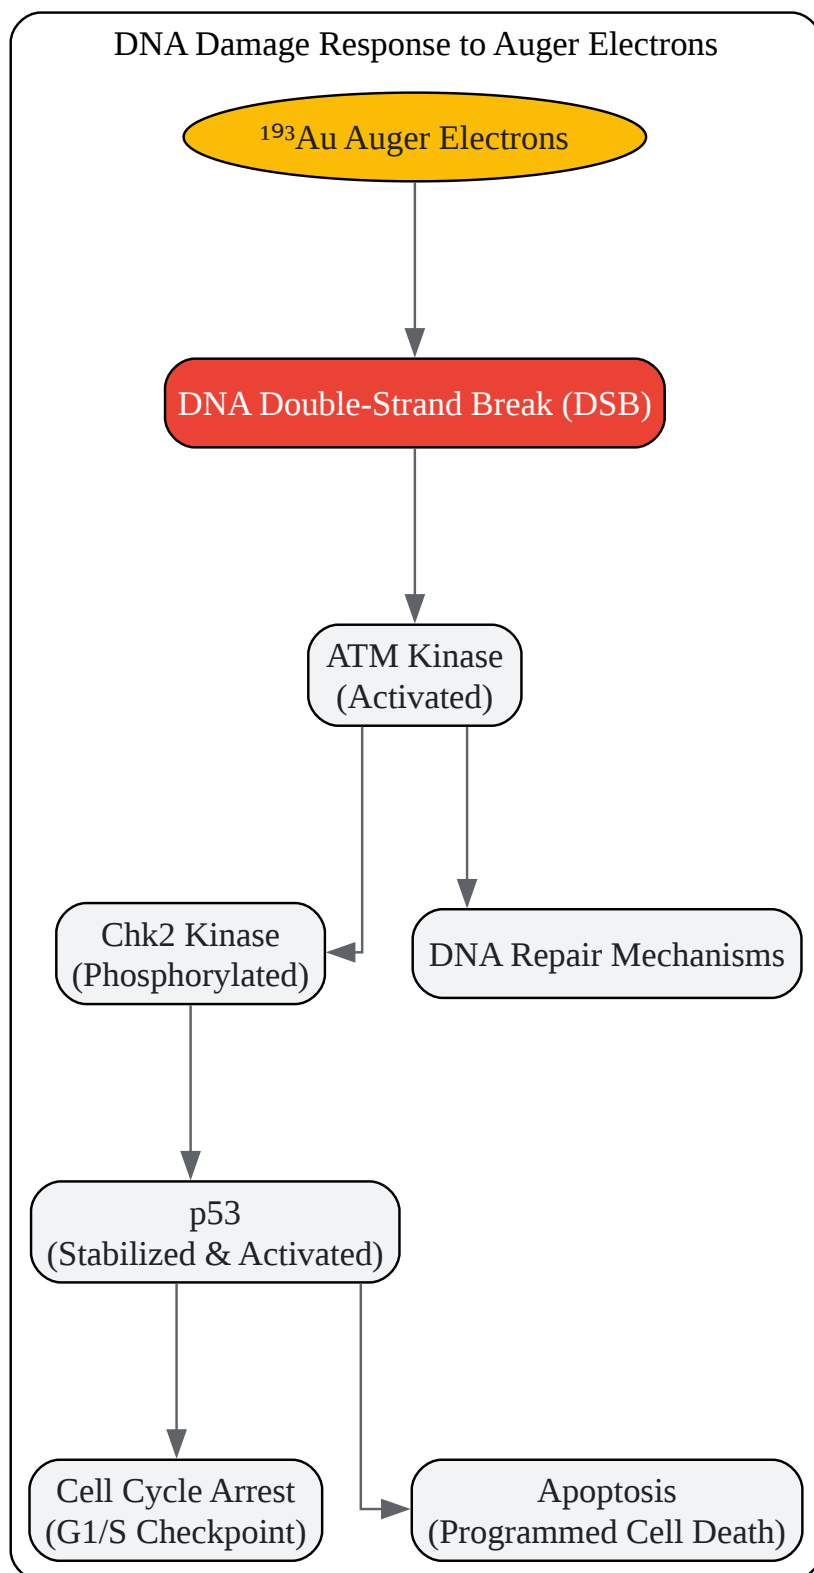 DNA Damage Response to Auger Electrons
¹⁹³Au Auger Electrons
DNA Double-Strand Break (DSB)
ATM Kinase
(Activated)
Chk2 Kinase
(Phosphorylated)
DNA Repair Mechanisms
p53
(Stabilized & Activated)
Cell Cycle Arrest
(G1/S Checkpoint)
Apoptosis
(Programmed Cell Death)